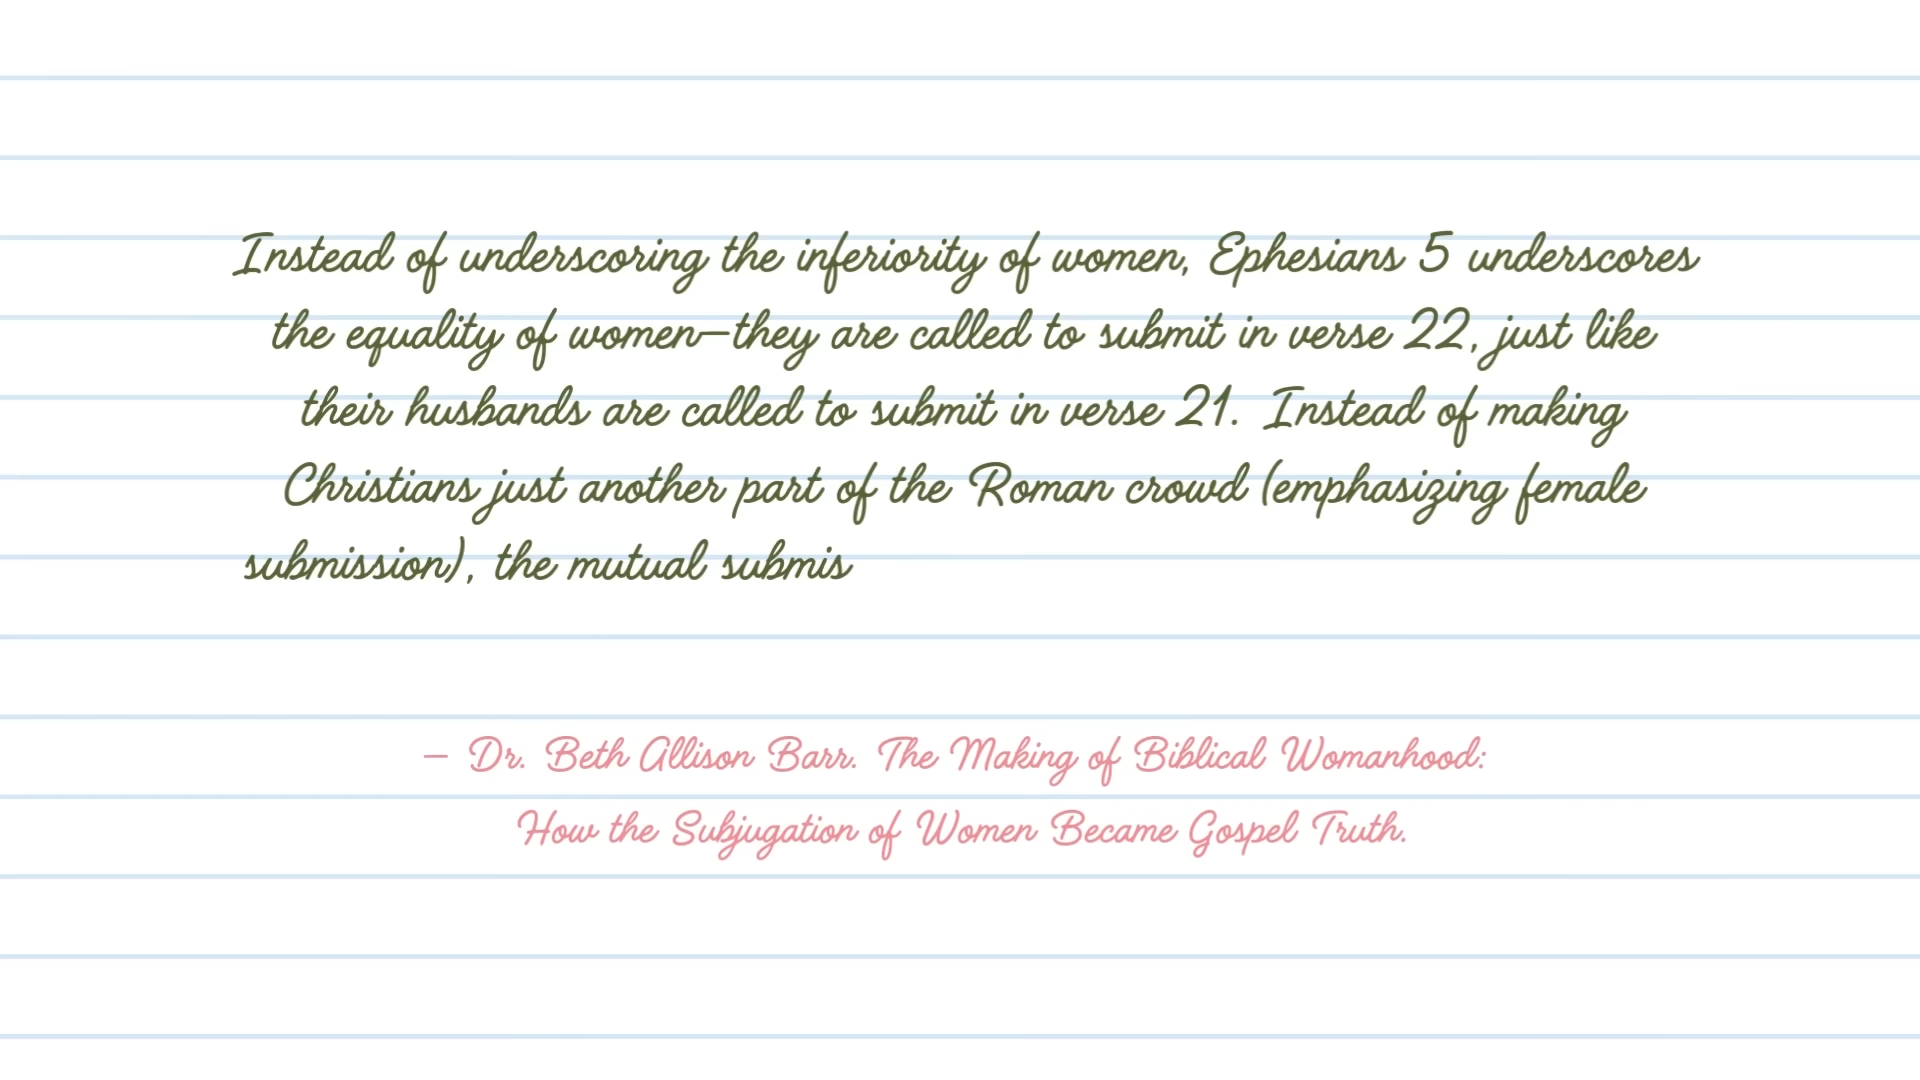 Instead of underscoring the inferiority of women, Ephesians 5 underscores
the equality of women—they are called to submit in verse 22, just like
their husbands are called to submit in verse 21. Instead of making
Christians just another part of the Roman crowd (emphasizing female
submission), the mutual submis
— Dr. Beth Allison Barr. The Making of Biblical Womanhood:
How the Subjugation of Women Became Gospel Truth.